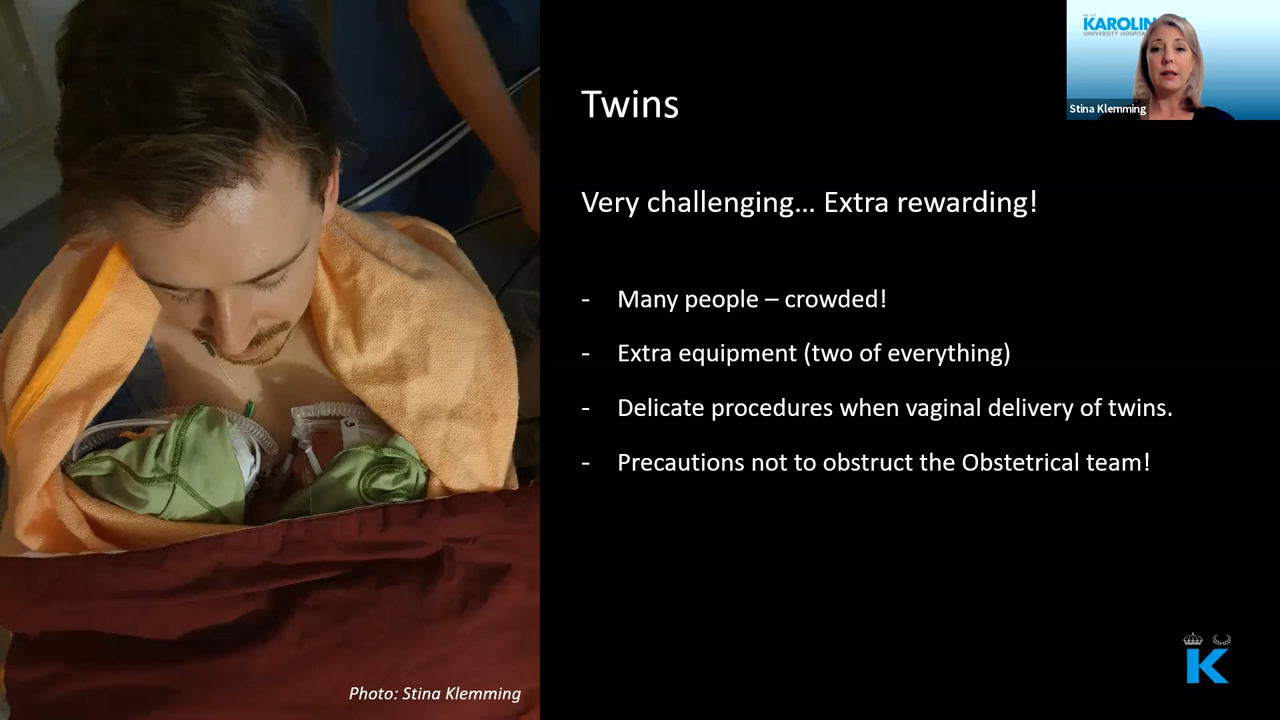 KAROLIN
UNIVERSITY HOSPITA
Stina Klemming
Twins
Very challenging... Extra rewarding!
- Many people – crowded!
- Extra equipment (two of everything)
- Delicate procedures when vaginal delivery of twins.
- Precautions not to obstruct the Obstetrical team!
Photo: Stina Klemming
K